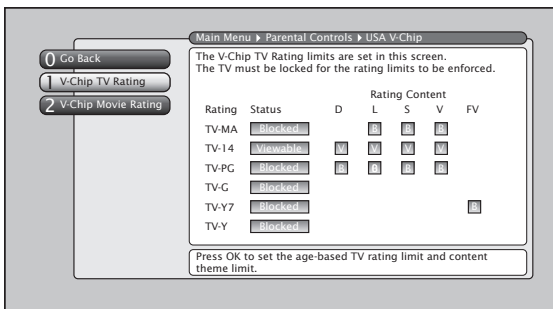 Main Menu ▶ Parental Controls ▶ USA V-Chip
0 Go Back
1 V-Chip TV Rating
2 V-Chip Movie Rating
The V-Chip TV Rating limits are set in this screen.
The TV must be locked for the rating limits to be enforced.
Rating Content
Rating Status D L S V FV
TV-MA Blocked B B B
TV-14 Viewable V V V V
TV-PG Blocked B B B B
TV-G Blocked
TV-Y7 Blocked B
TV-Y Blocked
Press OK to set the age-based TV rating limit and content
theme limit.